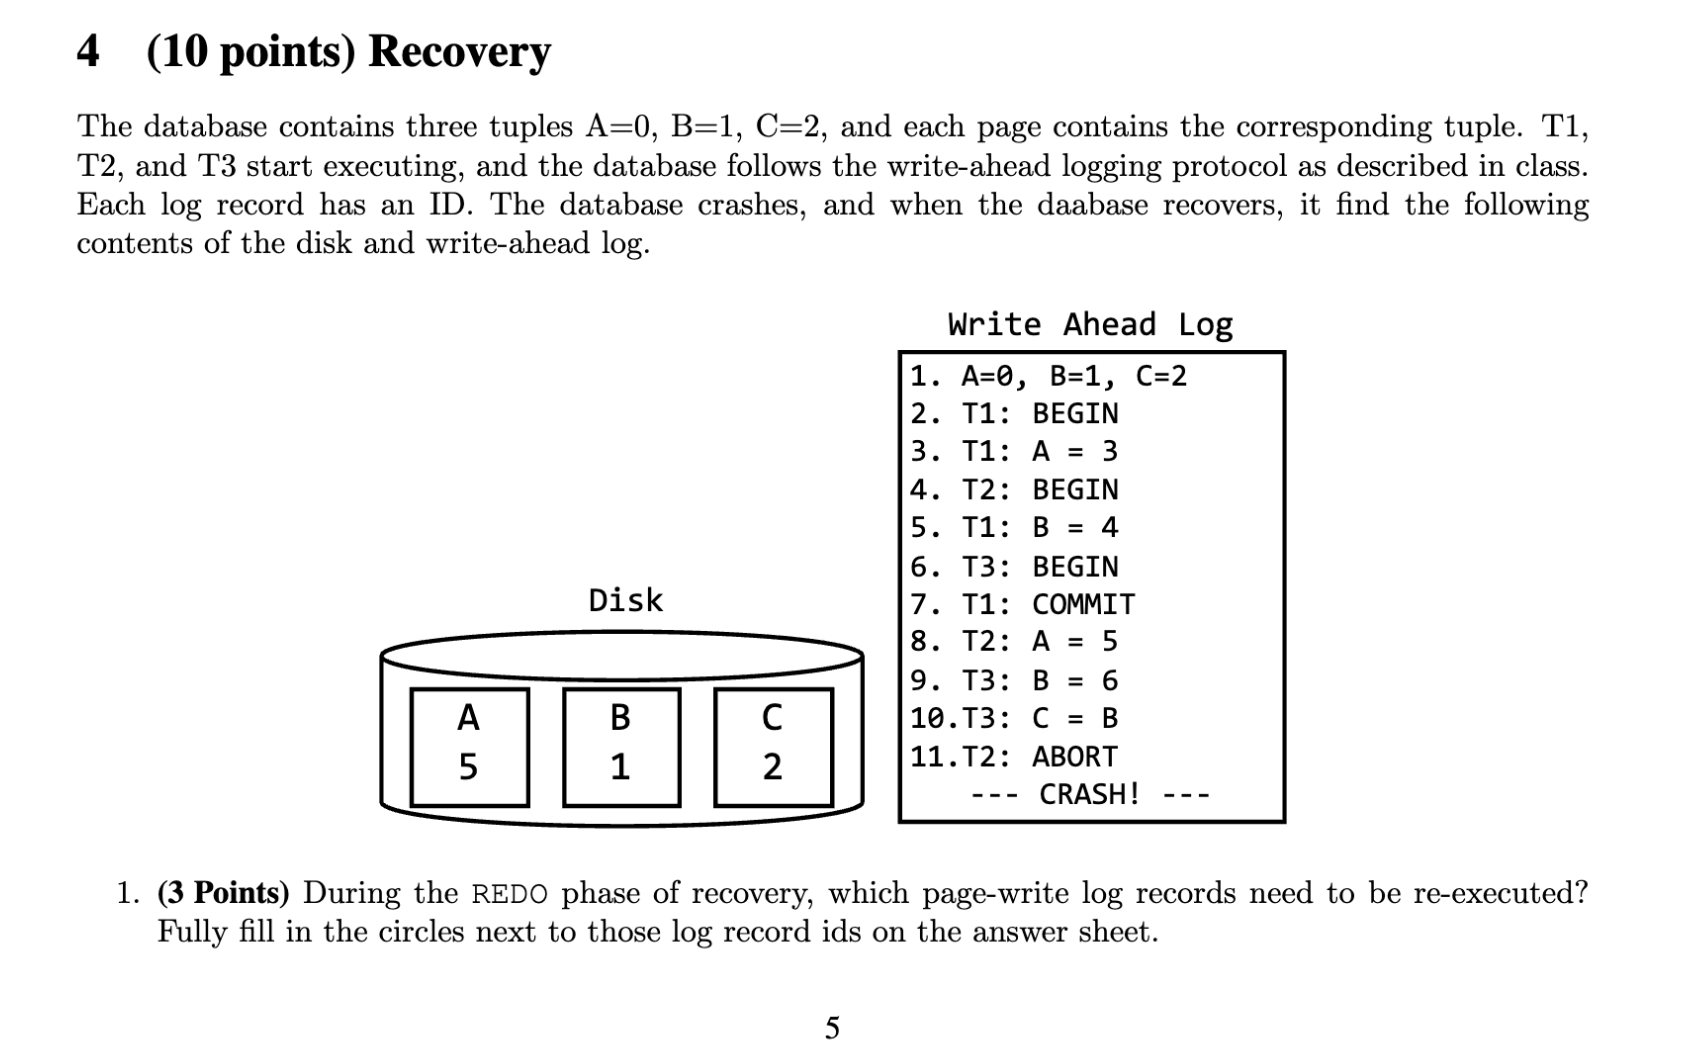 4 (10 points) Recovery
The database contains three tuples A=0, B=1, C=2, and each page contains the corresponding tuple. T1,
T2, and T3 start executing, and the database follows the write-ahead logging protocol as described in class.
Each log record has an ID. The database crashes, and when the daabase recovers, it find the following
contents of the disk and write-ahead log.
Write Ahead Log
1. A=0, B=1, C=2
2. T1: BEGIN
3. T1: A = 3
4. T2: BEGIN
5. T1: B = 4
6. T3: BEGIN
7. T1: COMMIT
8. T2: A = 5
9. T3: B = 6
10.T3: C = B
11.T2: ABORT
--- CRASH! ---
Disk
A B C
5 1 2
1. (3 Points) During the REDO phase of recovery, which page-write log records need to be re-executed?
Fully fill in the circles next to those log record ids on the answer sheet.
5